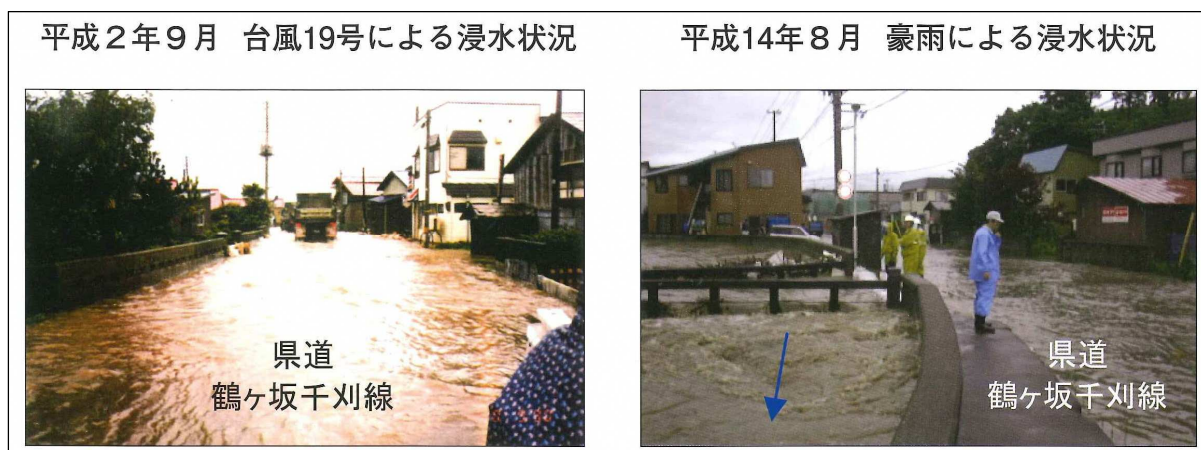 平成２年９月 台風19号による浸水状況
平成14年８月 豪雨による浸水状況
県道
鶴ヶ坂千刈線
県道
鶴ヶ坂千刈線